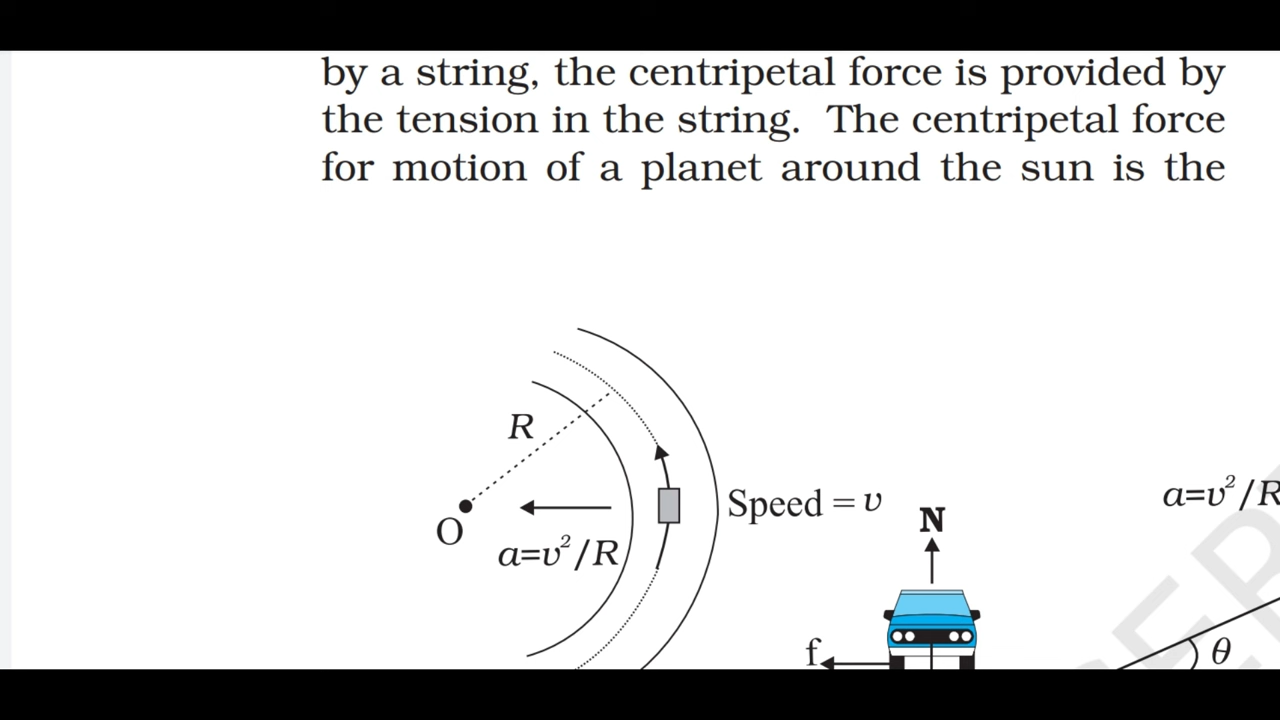 by a string, the centripetal force is provided by
the tension in the string. The centripetal force
for motion of a planet around the sun is the
R
O
a=v²/R
Speed = v
N
f
a=v²/R
θ